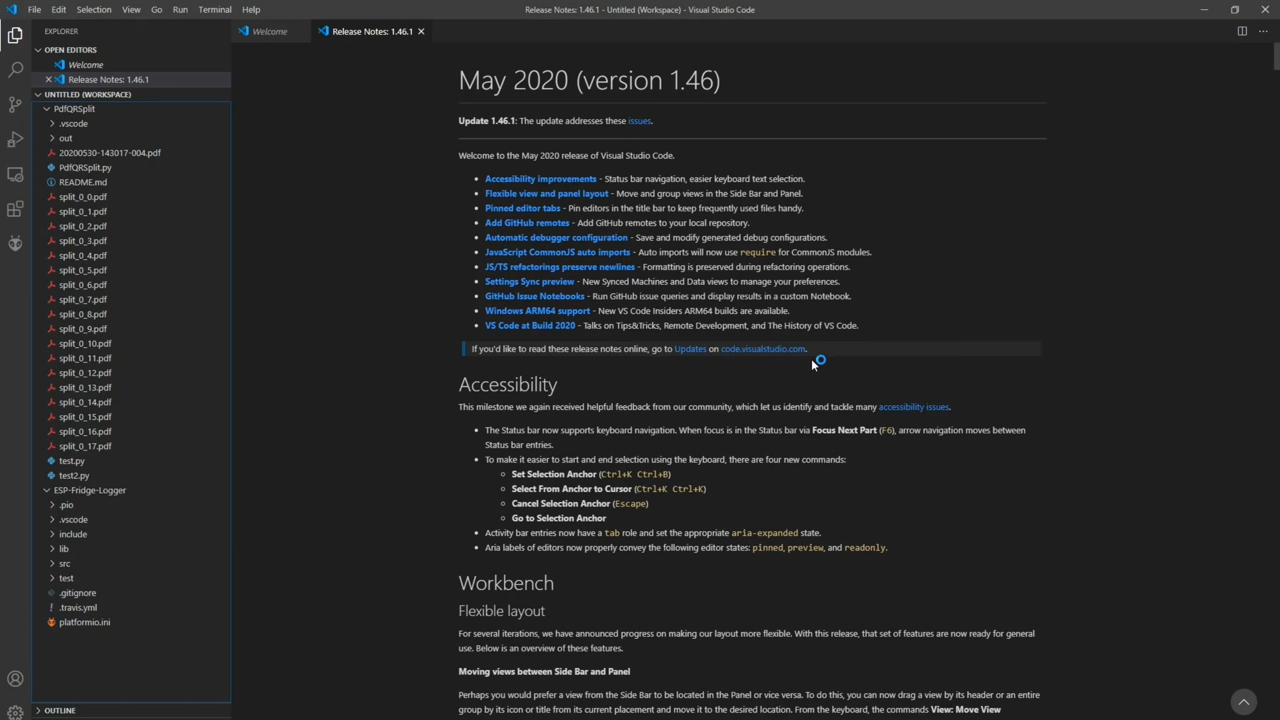 File Edit Selection View Go Run Terminal Help
Release Notes: 1.46.1 - Untitled (Workspace) - Visual Studio Code
EXPLORER
OPEN EDITORS
Welcome
Release Notes: 1.46.1
UNTITLED (WORKSPACE)
PdfQRSplit
.vscode
out
20200530-143017-004.pdf
PdfQRSplit.py
README.md
split_0_0.pdf
split_0_1.pdf
split_0_2.pdf
split_0_3.pdf
split_0_4.pdf
split_0_5.pdf
split_0_6.pdf
split_0_7.pdf
split_0_8.pdf
split_0_9.pdf
split_0_10.pdf
split_0_11.pdf
split_0_12.pdf
split_0_13.pdf
split_0_14.pdf
split_0_15.pdf
split_0_16.pdf
split_0_17.pdf
test.py
test2.py
ESP-Fridge-Logger
.pio
.vscode
include
lib
src
test
.gitignore
.travis.yml
platformio.ini
OUTLINE
Welcome
Release Notes: 1.46.1
May 2020 (version 1.46)
Update 1.46.1: The update addresses these issues.
Welcome to the May 2020 release of Visual Studio Code.
Accessibility improvements - Status bar navigation, easier keyboard text selection.
Flexible view and panel layout - Move and group views in the Side Bar and Panel.
Pinned editor tabs - Pin editors in the title bar to keep frequently used files handy.
Add GitHub remotes - Add GitHub remotes to your local repository.
Automatic debugger configuration - Save and modify generated debug configurations.
JavaScript CommonJS auto imports - Auto imports will now use require for CommonJS modules.
JS/TS refactorings preserve newlines - Formatting is preserved during refactoring operations.
Settings Sync preview - New Synced Machines and Data views to manage your preferences.
GitHub Issue Notebooks - Run GitHub issue queries and display results in a custom Notebook.
Windows ARM64 support - New VS Code Insiders ARM64 builds are available.
VS Code at Build 2020 - Talks on Tips&Tricks, Remote Development, and The History of VS Code.
If you'd like to read these release notes online, go to Updates on code.visualstudio.com.
Accessibility
This milestone we again received helpful feedback from our community, which let us identify and tackle many accessibility issues.
The Status bar now supports keyboard navigation. When focus is in the Status bar via Focus Next Part (F6), arrow navigation moves between
Status bar entries.
To make it easier to start and end selection using the keyboard, there are four new commands:
Set Selection Anchor (Ctrl+K Ctrl+B)
Select From Anchor to Cursor (Ctrl+K Ctrl+K)
Cancel Selection Anchor (Escape)
Go to Selection Anchor
Activity bar entries now have a tab role and set the appropriate aria-expanded state.
Aria labels of editors now properly convey the following editor states: pinned, preview, and readonly.
Workbench
Flexible layout
For several iterations, we have announced progress on making our layout more flexible. With this release, that set of features are now ready for general
use. Below is an overview of these features.
Moving views between Side Bar and Panel
Perhaps you would prefer a view from the Side Bar to be located in the Panel or vice versa. To do this, you can now drag a view by its header or an entire
group by its icon or title from its current placement and move it to the desired location. From the keyboard, the commands View: Move View